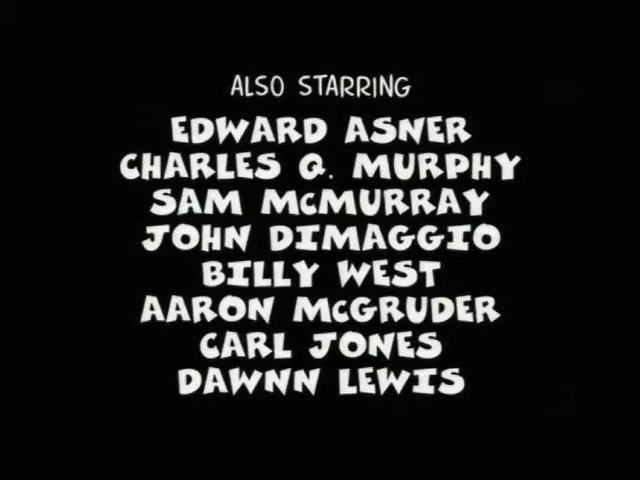 ALSO STARRING
EDWARD ASNER
CHARLES Q. MURPHY
SAM McMURRAY
JOHN DIMAGGIO
BILLY WEST
AARON McGRUDER
CARL JONES
DAWNN LEWIS